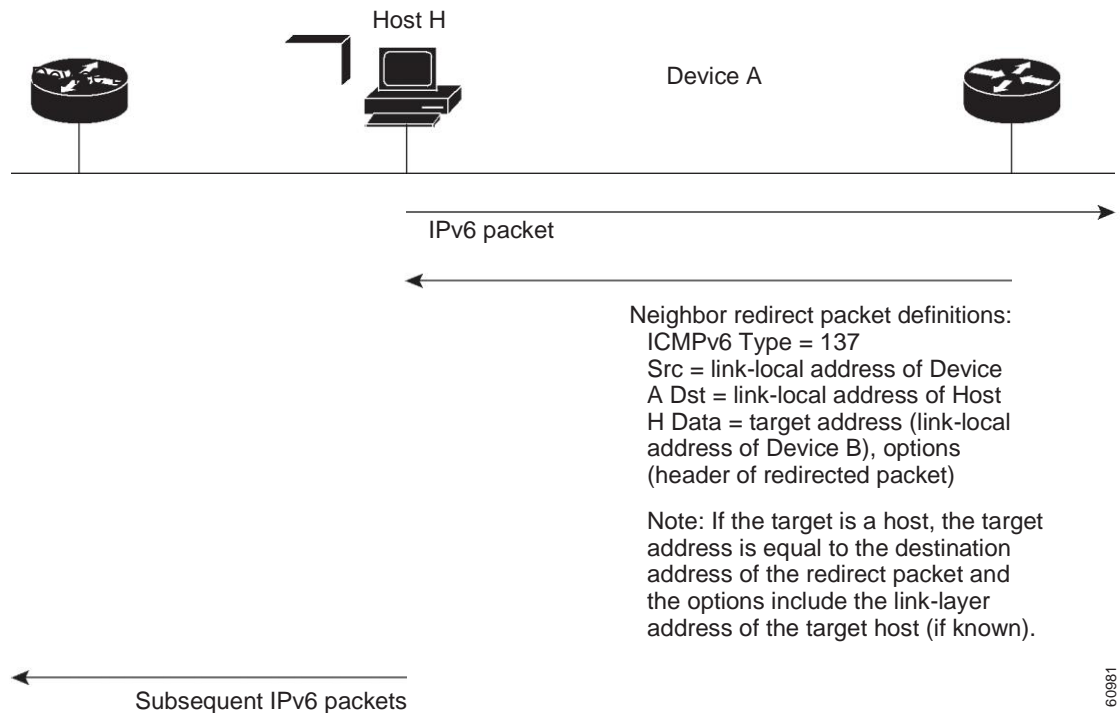 Host H
Device A
IPv6 packet
Neighbor redirect packet definitions:
ICMPv6 Type = 137
Src = link-local address of Device
A Dst = link-local address of Host
H Data = target address (link-local
address of Device B), options
(header of redirected packet)
Note: If the target is a host, the target
address is equal to the destination
address of the redirect packet and
the options include the link-layer
address of the target host (if known).
Subsequent IPv6 packets
60981